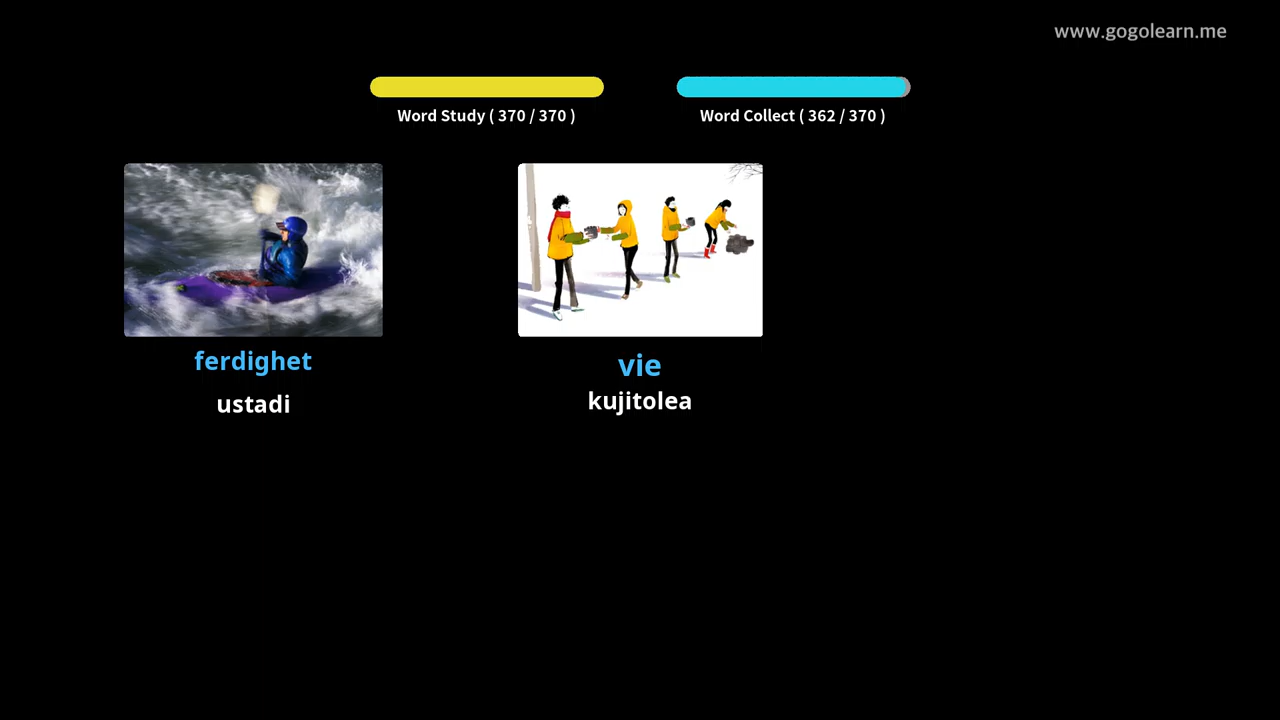 www.gogolearn.me
Word Study ( 370 / 370 )
Word Collect ( 362 / 370 )
ferdighet
ustadi
vie
kujitolea